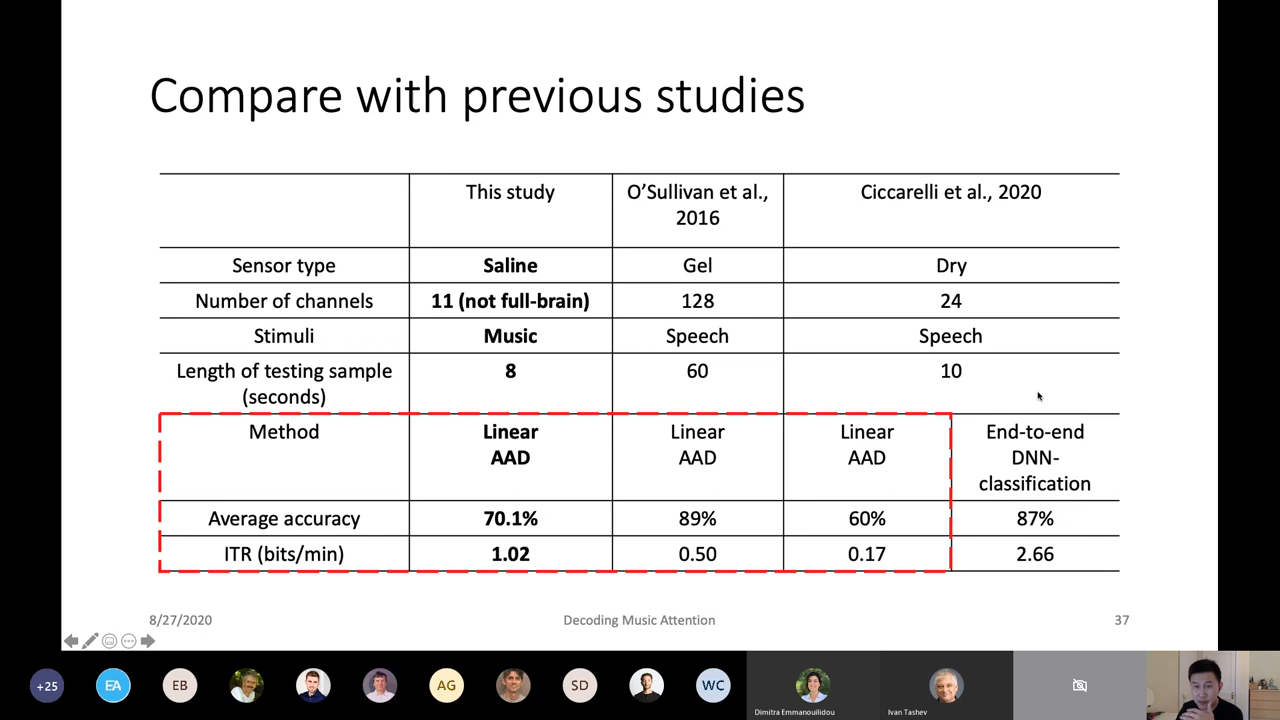 Compare with previous studies
This study
O’Sullivan et al.,
2016
Ciccarelli et al., 2020
Sensor type
Saline
Gel
Dry
Number of channels
11 (not full-brain)
128
24
Stimuli
Music
Speech
Speech
Length of testing sample
(seconds)
8
60
10
Method
Linear
AAD
Linear
AAD
Linear
AAD
End-to-end
DNN-
classification
Average accuracy
70.1%
89%
60%
87%
ITR (bits/min)
1.02
0.50
0.17
2.66
8/27/2020
Decoding Music Attention
37
+25
EA
EB
AG
SD
WC
Dimitra Emmanouilidou
Ivan Tashev